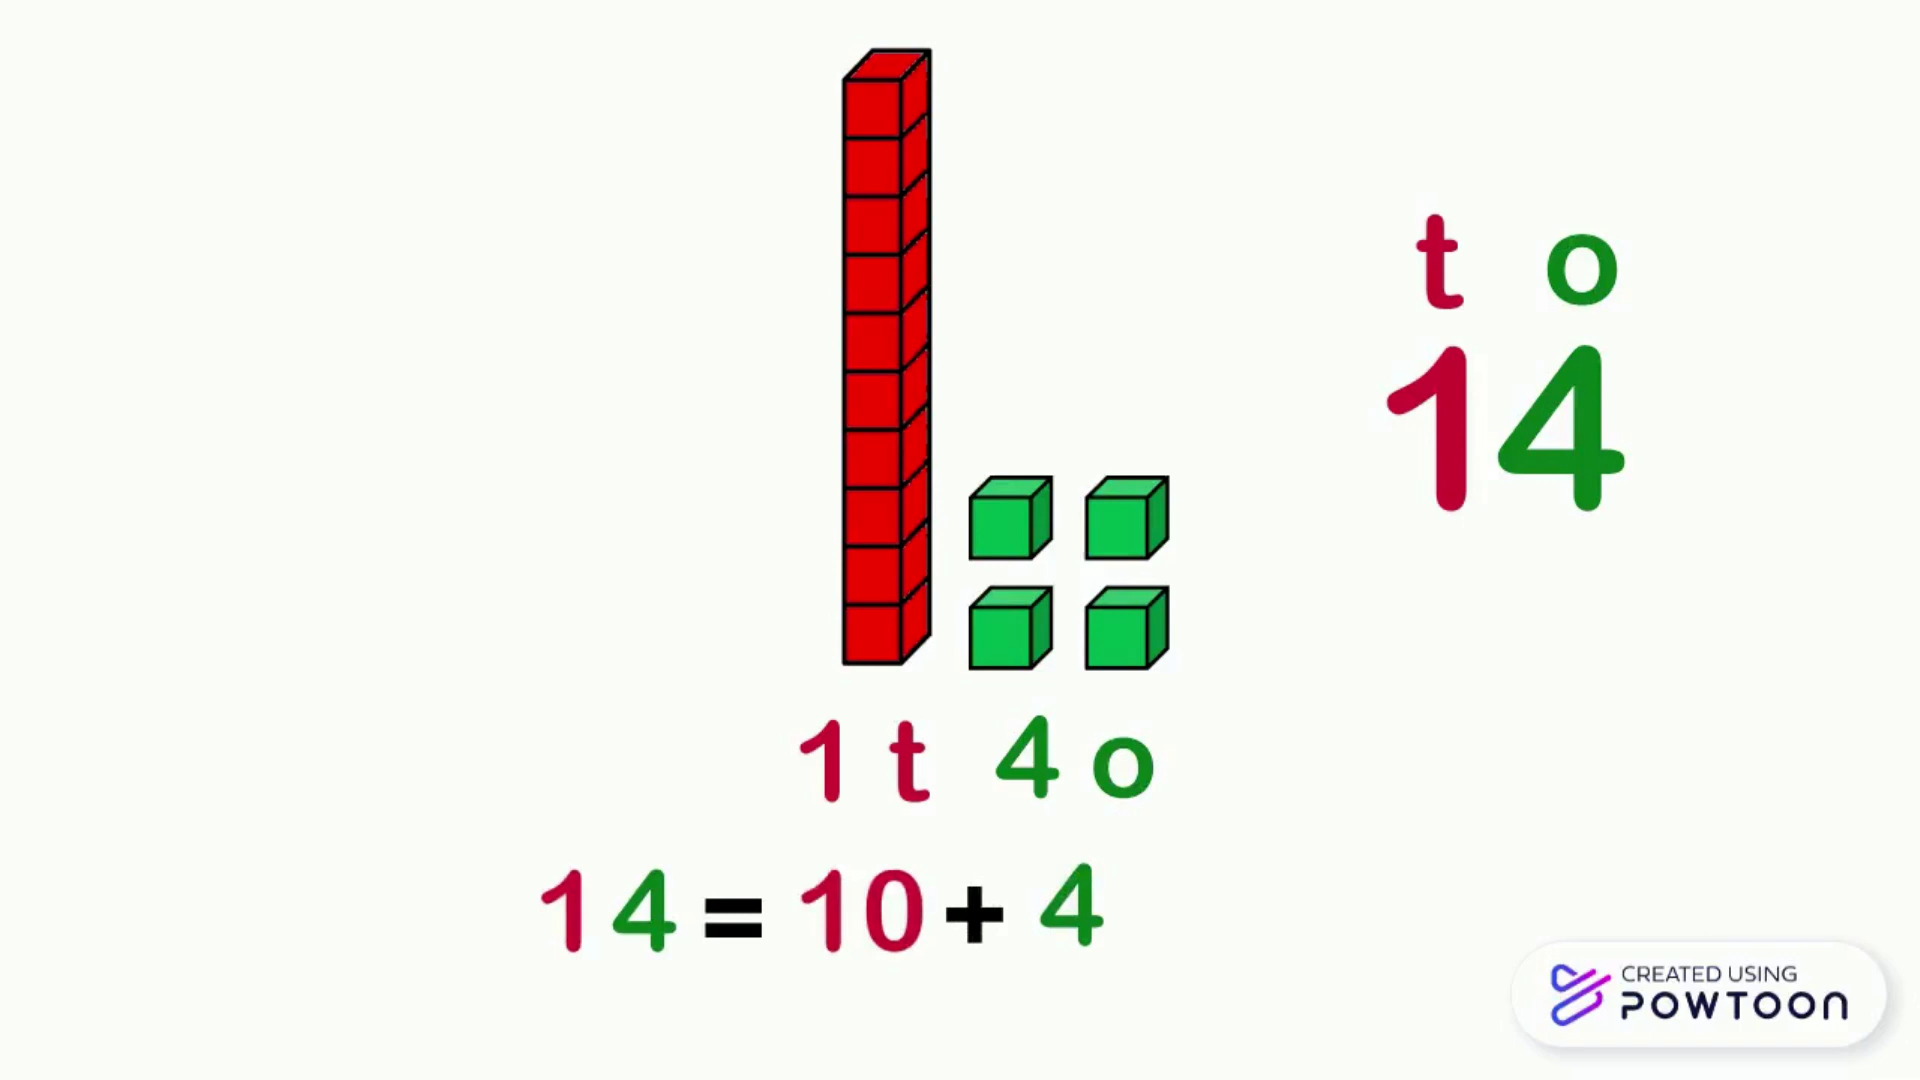 t o
14
1 t 4 o
14 = 10 + 4
CREATED USING
POWTOON